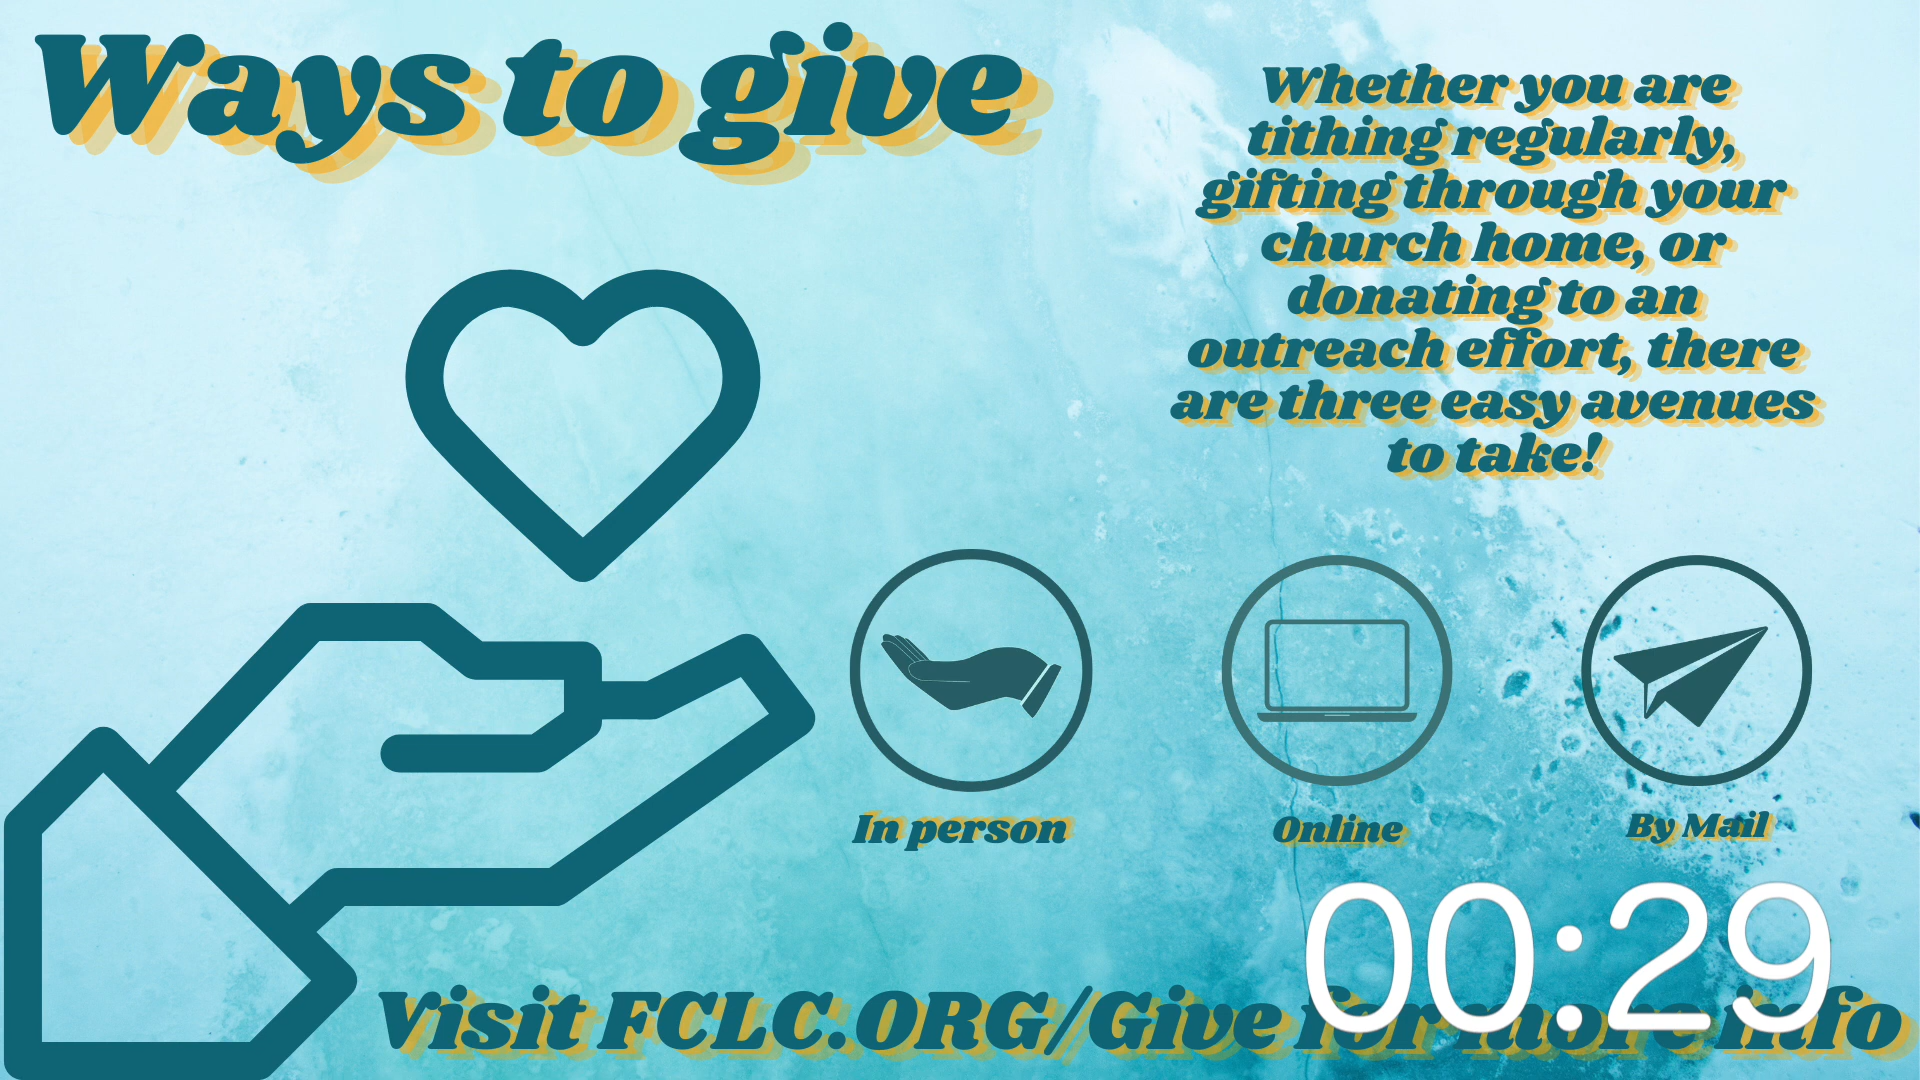 Ways to give
Whether you are
tithing regularly,
gifting through your
church home, or
donating to an
outreach effort, there
are three easy avenues
to take!
In person
Online
By Mail
00:29
Visit FCLC.ORG/Give for more info